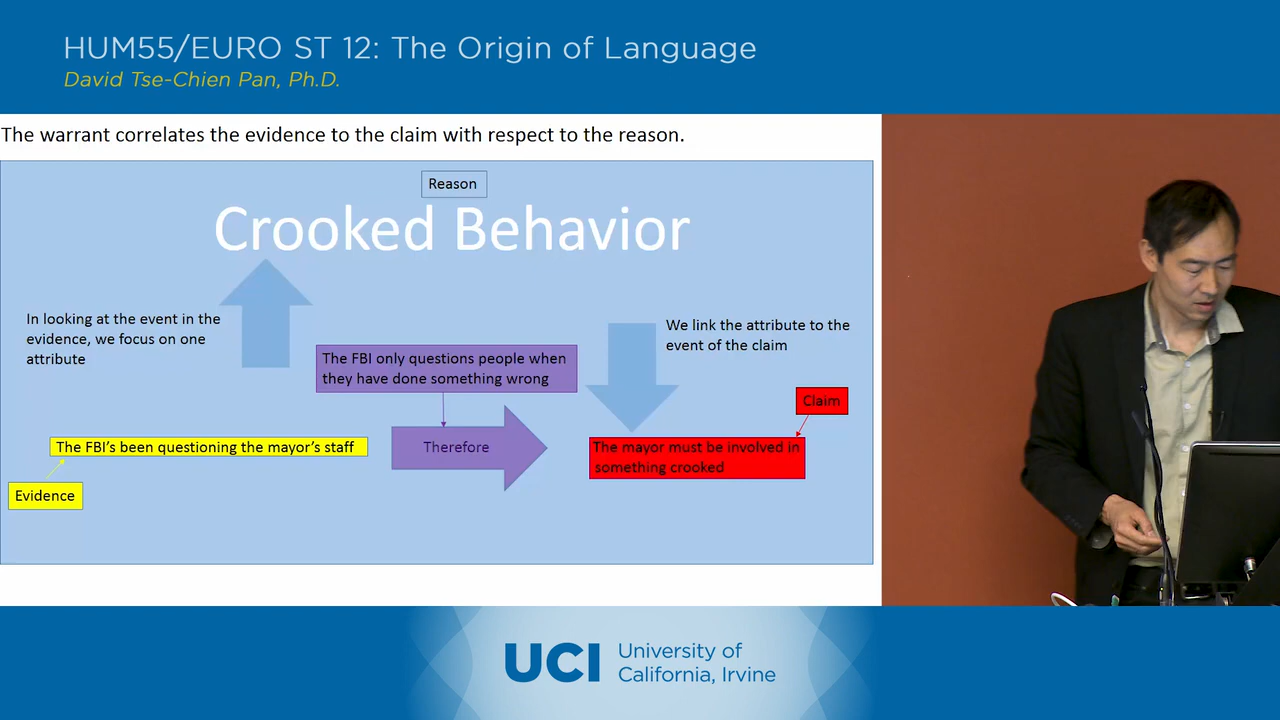 HUM55/EURO ST 12: The Origin of Language
David Tse-Chien Pan, Ph.D.
The warrant correlates the evidence to the claim with respect to the reason.
Reason
Crooked Behavior
In looking at the event in the
evidence, we focus on one
attribute
We link the attribute to the
event of the claim
The FBI only questions people when
they have done something wrong
Claim
The FBI's been questioning the mayor's staff
Therefore
The mayor must be involved in
something crooked
Evidence
UCI University of
California, Irvine